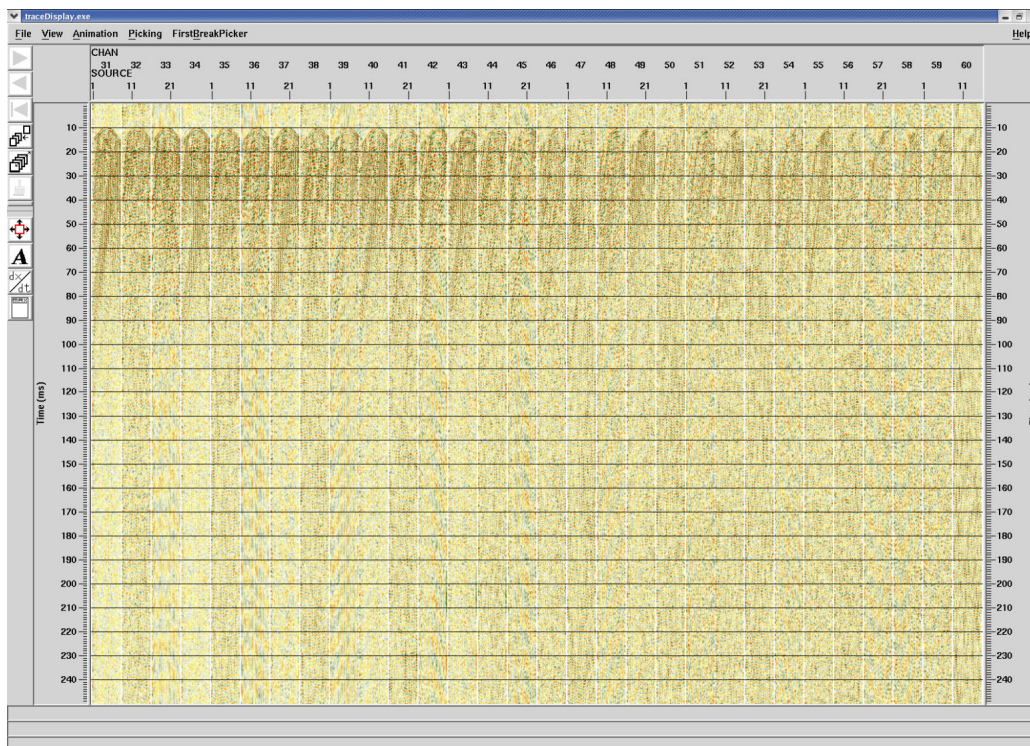 traceDisplay.exe
File View Animation Picking FirstBreakPicker Help
CHAN
31 32 33 34 35 36 37 38 39 40 41 42 43 44 45 46 47 48 49 50 51 52 53 54 55 56 57 58 59 60
SOURCE
1 11 21 1 11 21 1 11 21 1 11 21 1 11 21 1 11 21 1 11 21 1 11
10 10
20 20
30 30
40 40
50 50
60 60
70 70
80 80
90 90
100 100
110 110
120 120
130 130
140 140
150 150
160 160
170 170
180 180
190 190
200 200
210 210
220 220
230 230
240 240
Time (ms)
A
dx/dt